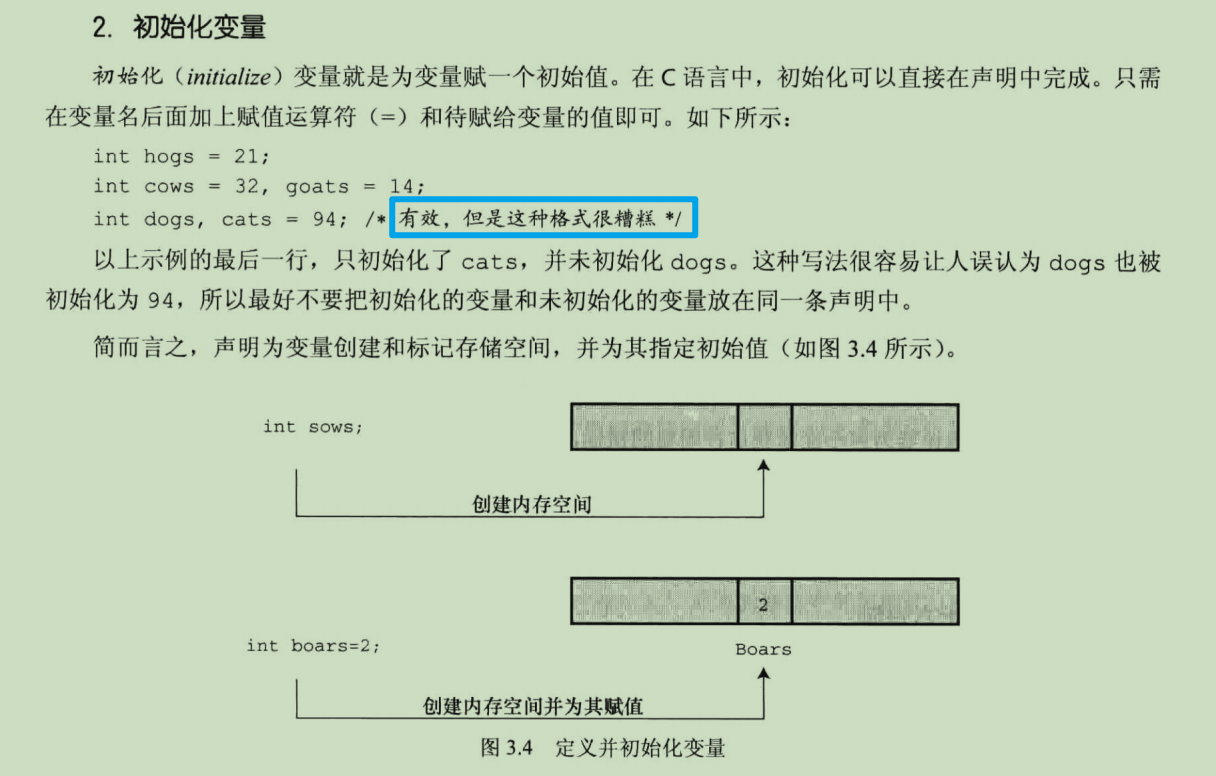 2. 初始化变量
初始化（initialize）变量就是为变量赋一个初始值。在 C 语言中，初始化可以直接在声明中完成。只需
在变量名后面加上赋值运算符（=）和待赋给变量的值即可。如下所示：
int hogs = 21;
int cows = 32, goats = 14;
int dogs, cats = 94; /* 有效，但是这种格式很糟糕 */
以上示例的最后一行，只初始化了 cats，并未初始化 dogs。这种写法很容易让人误认为 dogs 也被
初始化为 94，所以最好不要把初始化的变量和未初始化的变量放在同一条声明中。
简而言之，声明为变量创建和标记存储空间，并为其指定初始值（如图 3.4 所示）。
int sows;
创建内存空间
2
int boars=2;
Boars
创建内存空间并为其赋值
图 3.4 定义并初始化变量